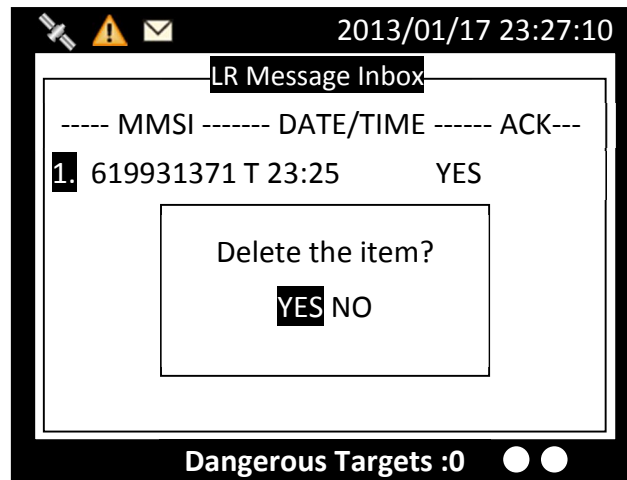 2013/01/17 23:27:10
LR Message Inbox
----- MMSI ------- DATE/TIME ------ ACK---
1. 619931371 T 23:25 YES
Delete the item?
YES NO
Dangerous Targets :0